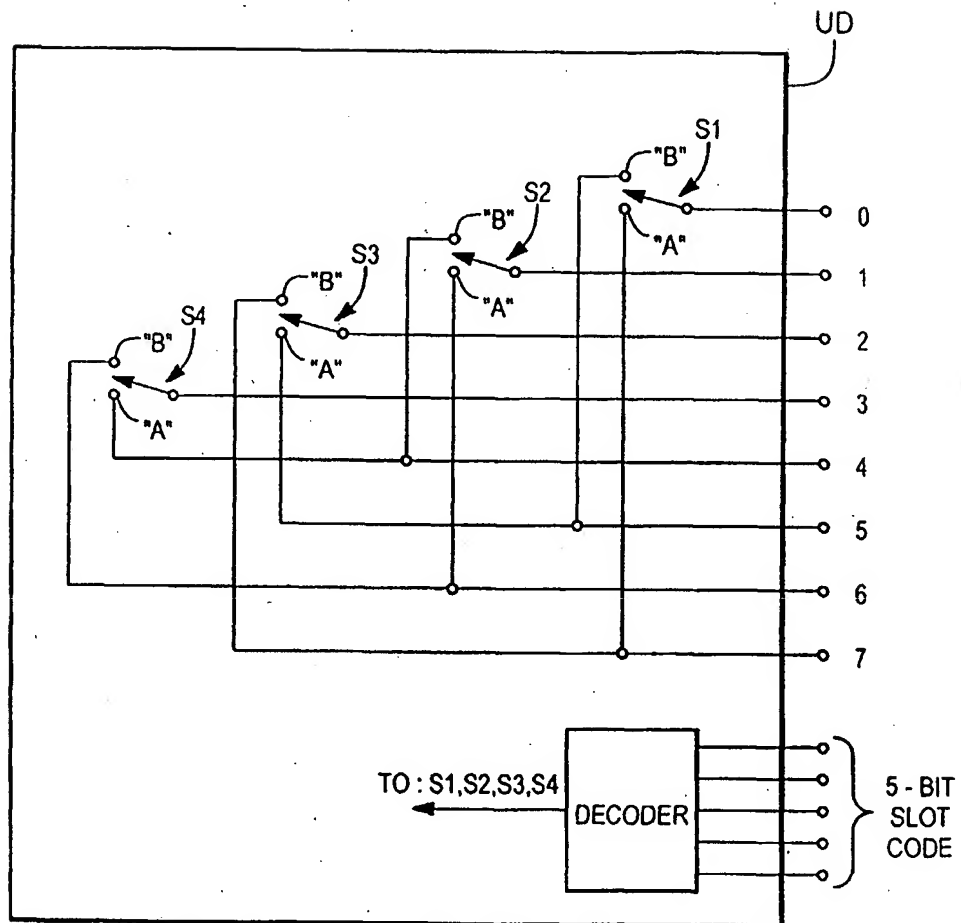 UD
S1
"B"
0
S2
"B"
"A"
1
S3
"B"
"A"
2
S4
"B"
"A"
3
"A"
4
5
6
7
TO : S1,S2,S3,S4
DECODER
5 - BIT
SLOT
CODE